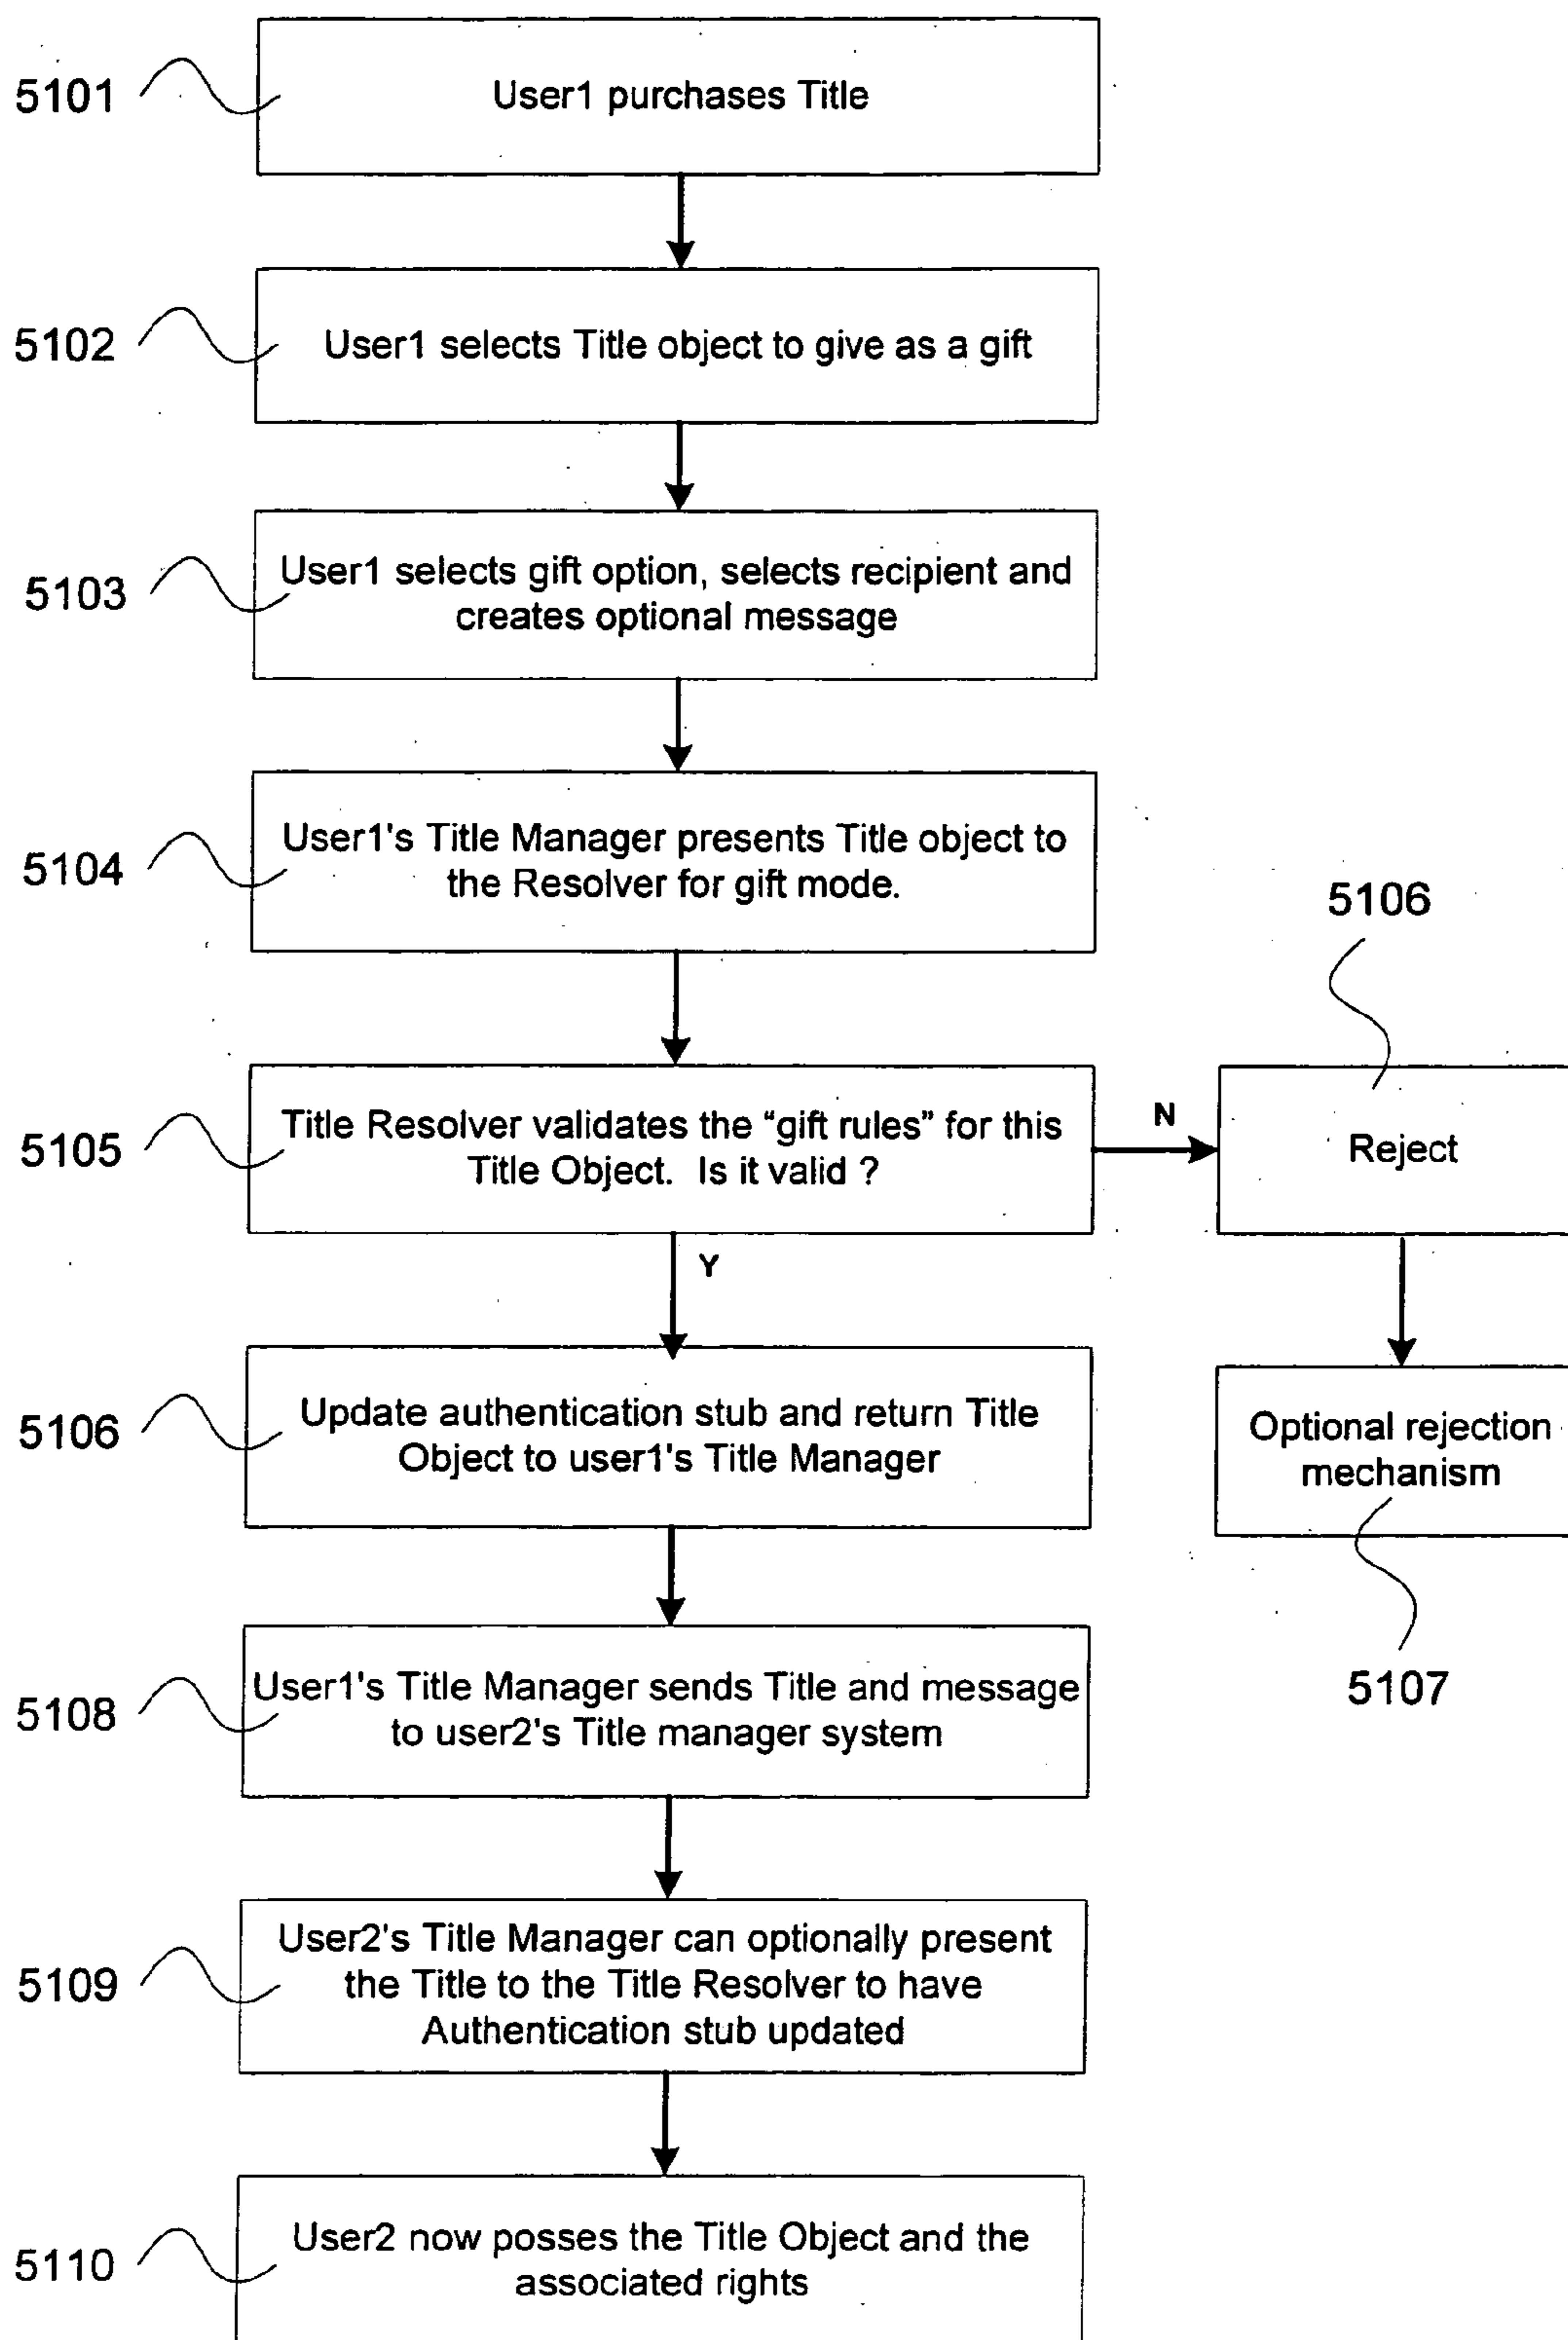 5101
User1 purchases Title
5102
User1 selects Title object to give as a gift
5103
User1 selects gift option, selects recipient and
creates optional message
5104
User1's Title Manager presents Title object to
the Resolver for gift mode.
5106
5105
Title Resolver validates the “gift rules” for this
Title Object. Is it valid ?
N
Reject
Y
5106
Update authentication stub and return Title
Object to user1's Title Manager
Optional rejection
mechanism
5107
5108
User1's Title Manager sends Title and message
to user2's Title manager system
5109
User2's Title Manager can optionally present
the Title to the Title Resolver to have
Authentication stub updated
5110
User2 now posses the Title Object and the
associated rights